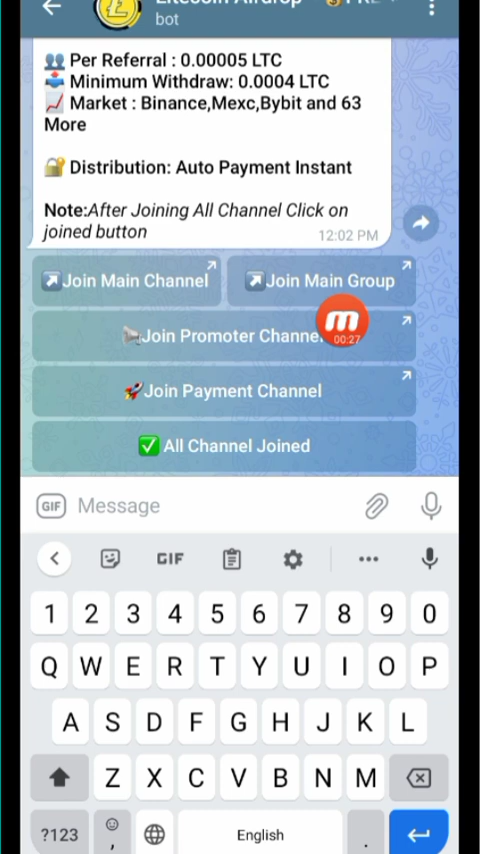 Litecoin Airdrop
bot
Per Referral : 0.00005 LTC
Minimum Withdraw: 0.0004 LTC
Market : Binance,Mexc,Bybit and 63
More
Distribution: Auto Payment Instant
Note:After Joining All Channel Click on
joined button
12:02 PM
Join Main Channel
Join Main Group
Join Promoter Channel
m
00:27
Join Payment Channel
All Channel Joined
GIF Message
GIF
1 2 3 4 5 6 7 8 9 0
Q W E R T Y U I O P
A S D F G H J K L
Z X C V B N M
?123 , English .